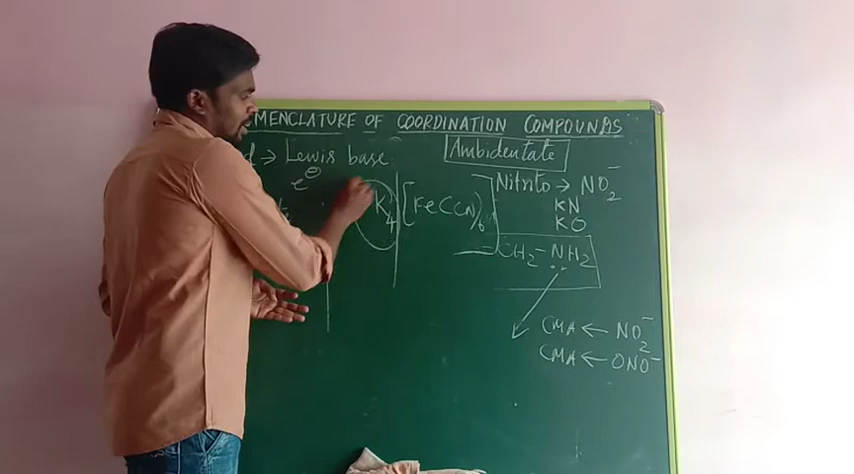 MENCLATURE OF COORDINATION COMPOUNDS
d → Lewis base
e⊖
Ambidentate
K4 [Fe(CN)6]
Nitrito → NO2−
KN
KO
CH2–NH2
CMA ← NO2−
CMA ← ONO−